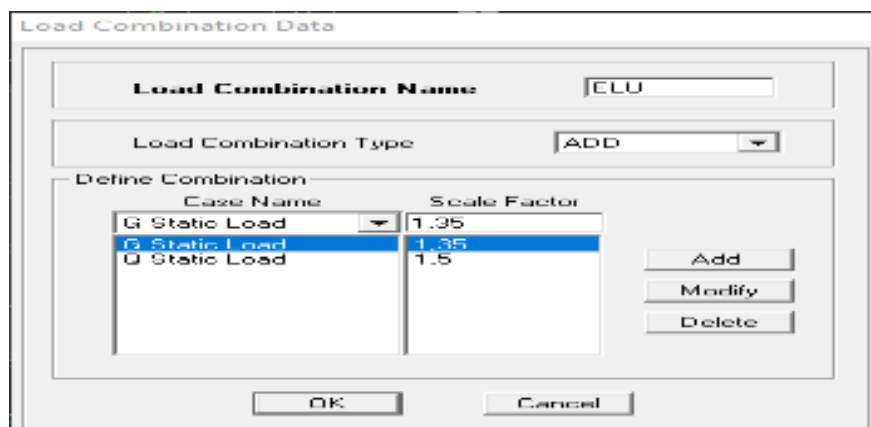 Load Combination Data
Load Combination Name ELU
Load Combination Type ADD
Define Combination
Case Name Scale Factor
G Static Load 1.35
G Static Load 1.35
Q Static Load 1.5
Add
Modify
Delete
OK Cancel